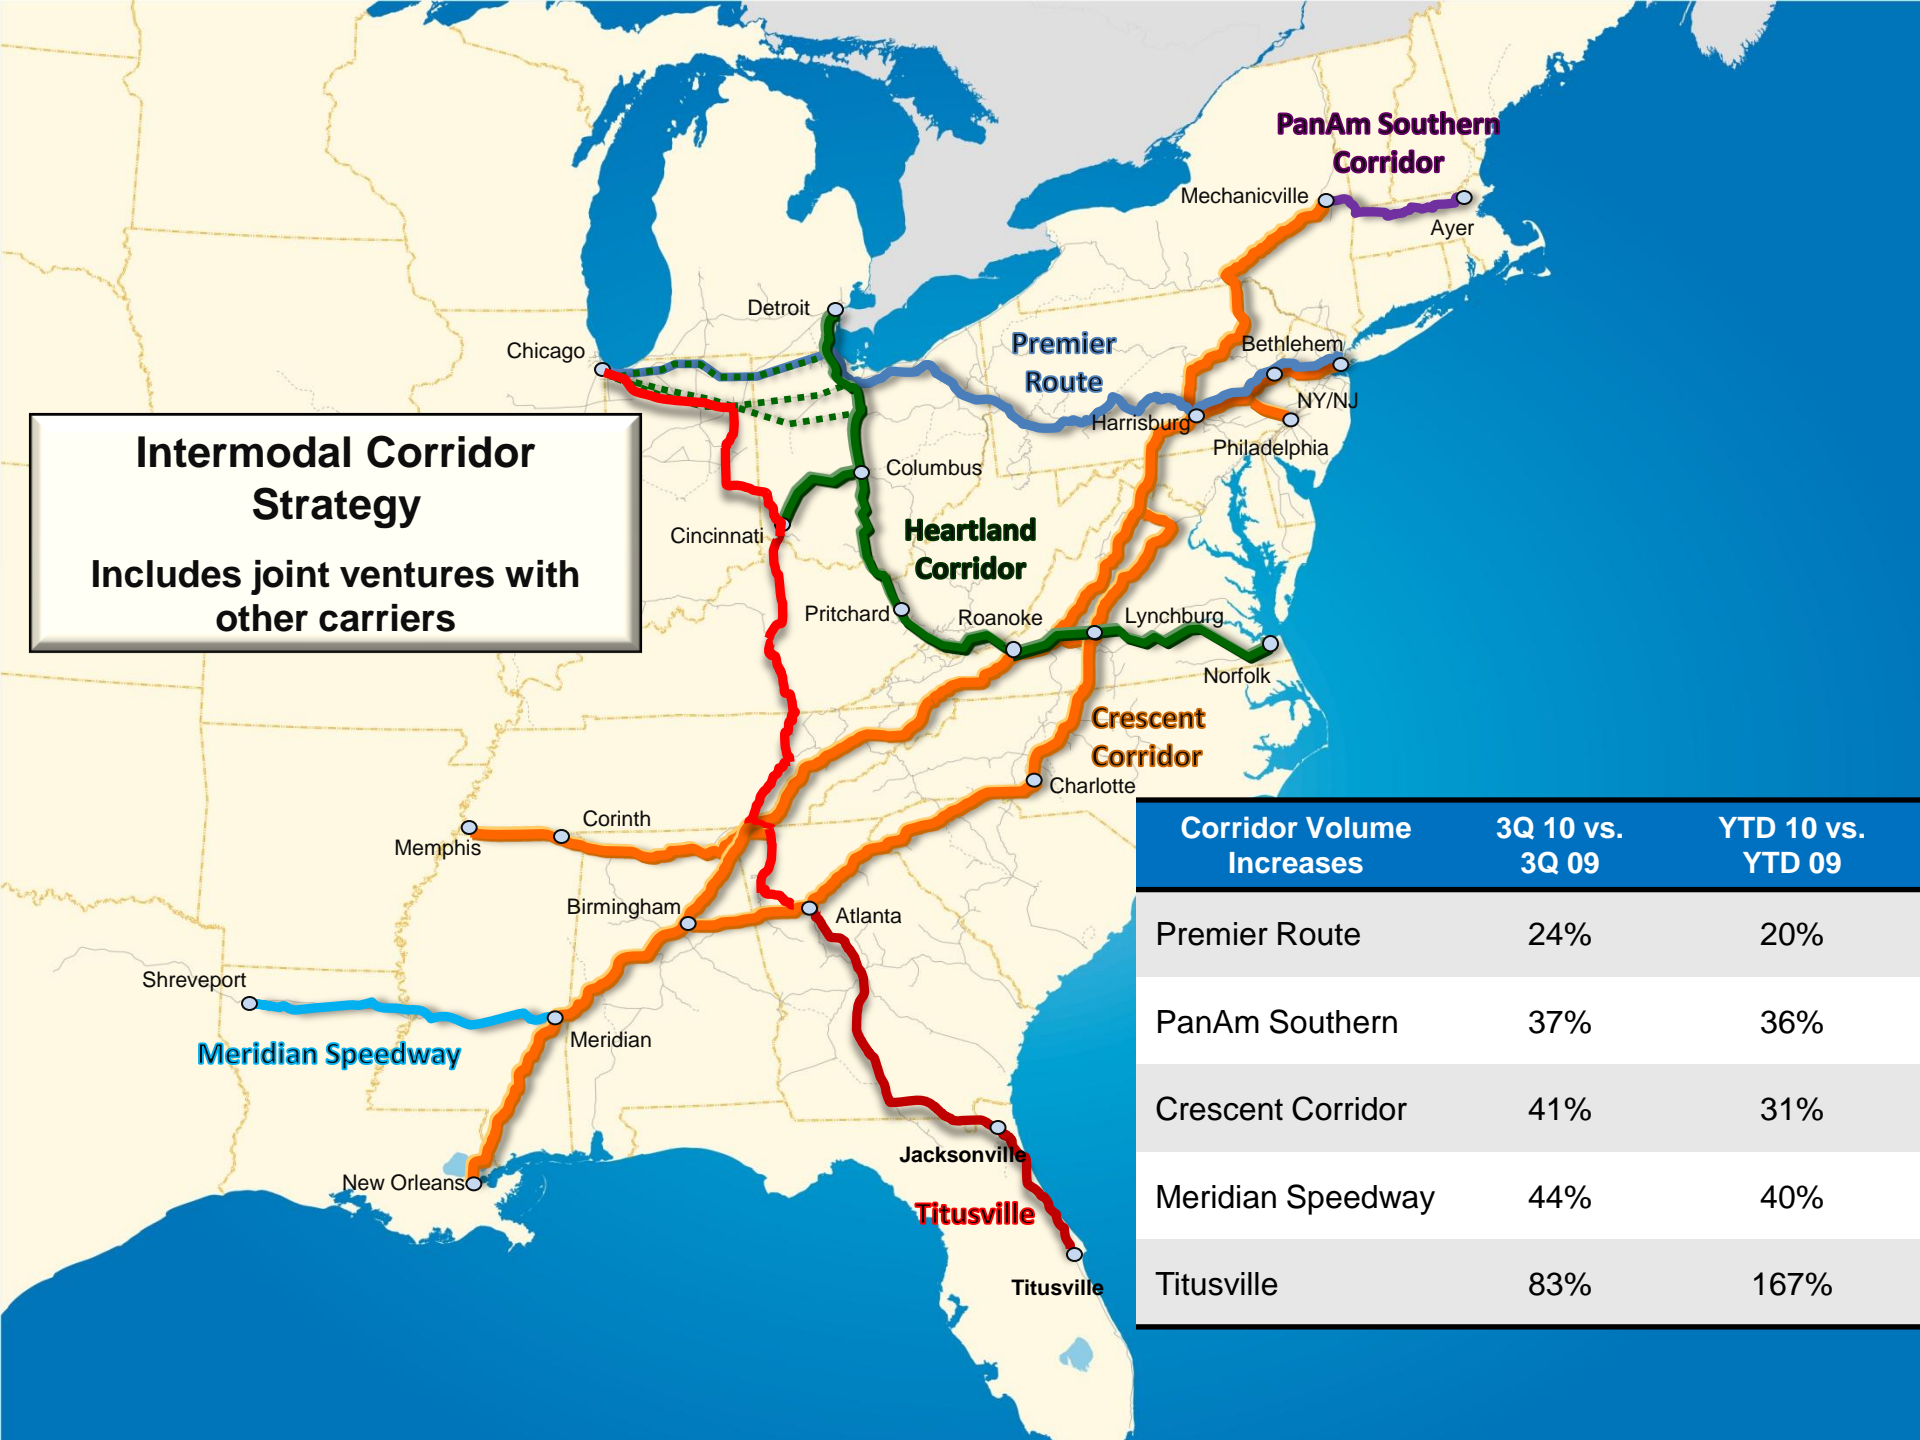 PanAm Southern
Corridor
Mechanicville
Ayer
Detroit
Chicago
Premier
Route
Bethlehem
NY/NJ
Harrisburg
Philadelphia
Intermodal Corridor
Strategy
Includes joint ventures with
other carriers
Columbus
Cincinnati
Heartland
Corridor
Pritchard
Roanoke
Lynchburg
Norfolk
Crescent
Corridor
Charlotte
Corinth
Memphis
Birmingham
Atlanta
Shreveport
Meridian
Meridian Speedway
New Orleans
Jacksonville
Titusville
Titusville
Corridor Volume Increases 3Q 10 vs. 3Q 09 YTD 10 vs. YTD 09
Premier Route 24% 20%
PanAm Southern 37% 36%
Crescent Corridor 41% 31%
Meridian Speedway 44% 40%
Titusville 83% 167%